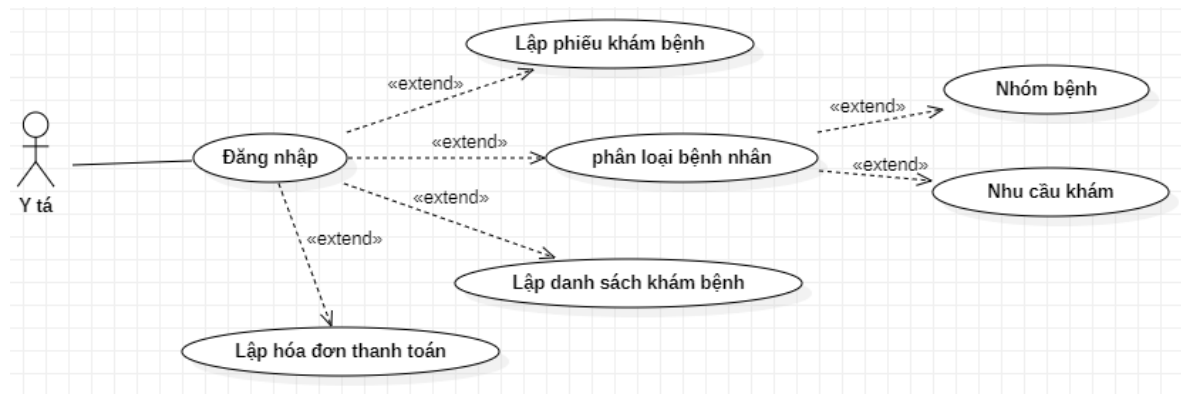 Lập phiếu khám bệnh
«extend»
Nhóm bệnh
«extend»
Đăng nhập
«extend»
phân loại bệnh nhân
«extend»
Nhu cầu khám
Y tá
«extend»
«extend»
Lập danh sách khám bệnh
Lập hóa đơn thanh toán